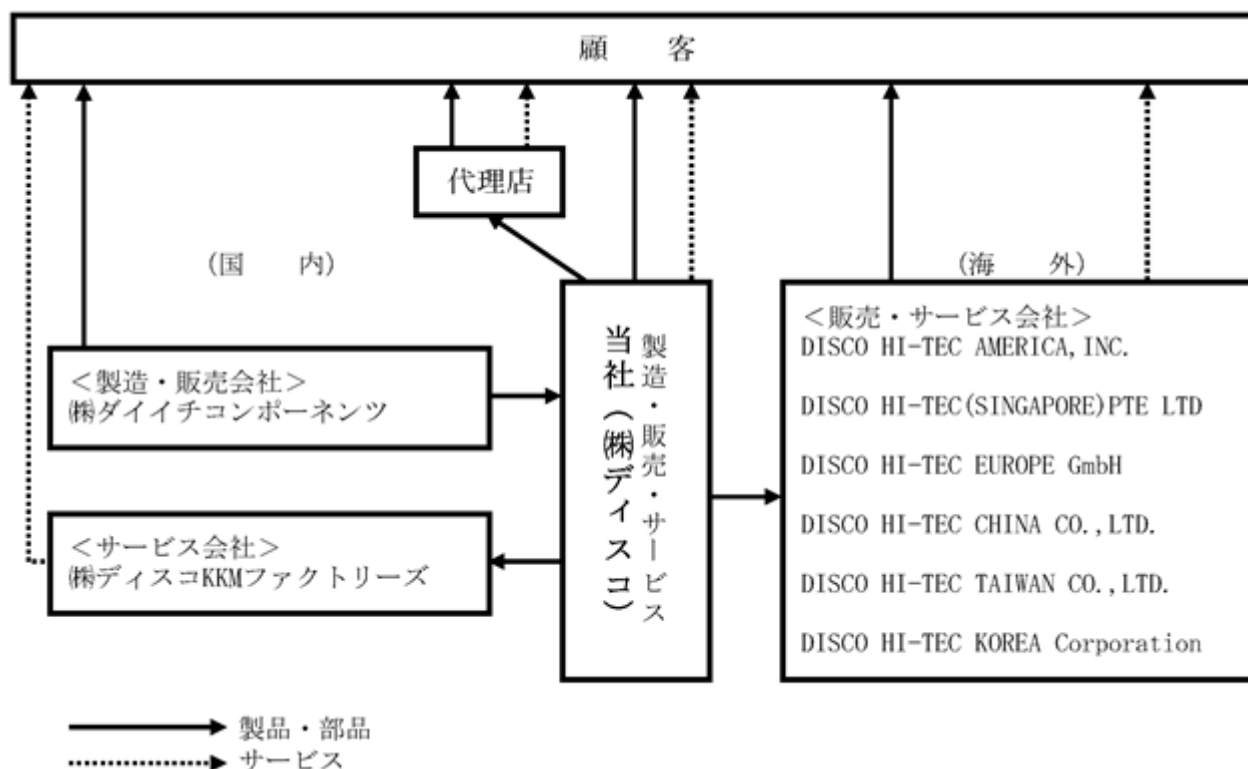 顧　　客
代理店
（国　　内）
（海　　外）
＜製造・販売会社＞
㈱ダイイチコンポーネンツ
＜サービス会社＞
㈱ディスコKKMファクトリーズ
当社（㈱ディスコ）
製造・販売・サービス
＜販売・サービス会社＞
DISCO HI-TEC AMERICA,INC.
DISCO HI-TEC(SINGAPORE)PTE LTD
DISCO HI-TEC EUROPE GmbH
DISCO HI-TEC CHINA CO.,LTD.
DISCO HI-TEC TAIWAN CO.,LTD.
DISCO HI-TEC KOREA Corporation
製品・部品
サービス